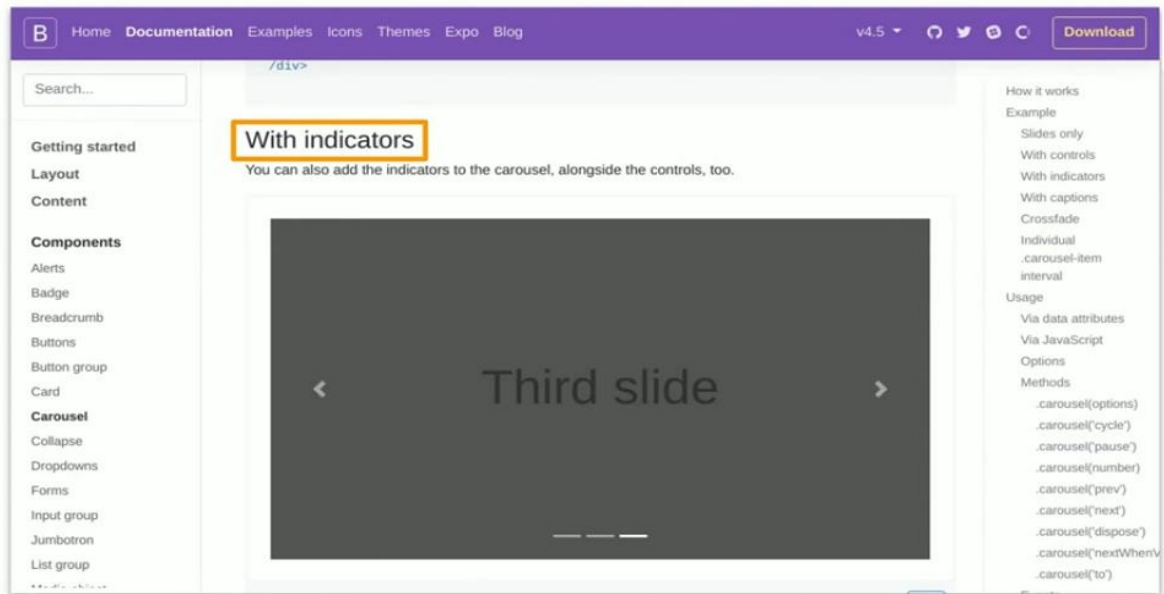 B Home Documentation Examples Icons Themes Expo Blog v4.5 Download
Search...
Getting started
Layout
Content
Components
Alerts
Badge
Breadcrumb
Buttons
Button group
Card
Carousel
Collapse
Dropdowns
Forms
Input group
Jumbotron
List group
/div>
With indicators
You can also add the indicators to the carousel, alongside the controls, too.
Third slide
How it works
Example
Slides only
With controls
With indicators
With captions
Crossfade
Individual
.carousel-item
interval
Usage
Via data attributes
Via JavaScript
Options
Methods
.carousel(options)
.carousel('cycle')
.carousel('pause')
.carousel(number)
.carousel('prev')
.carousel('next')
.carousel('dispose')
.carousel('nextWhenV
.carousel('to')